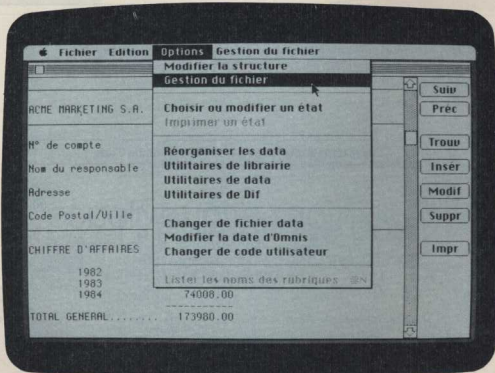 Fichier Edition Options Gestion du fichier
Modifier la structure
Gestion du fichier
Choisir ou modifier un état
Imprimer un état
Réorganiser les data
Utilitaires de librairie
Utilitaires de data
Utilitaires de Dif
Changer de fichier data
Modifier la date d'Omnis
Changer de code utilisateur
Lister les noms des rubriques ⌘N
ACME MARKETING S.A.
N° de compte
Nom du responsable
Adresse
Code Postal/Ville
CHIFFRE D'AFFAIRES
1982
1983
1984 74008.00
TOTAL GENERAL........ 173980.00
Suiv
Préc
Trouv
Insér
Modif
Suppr
Impr